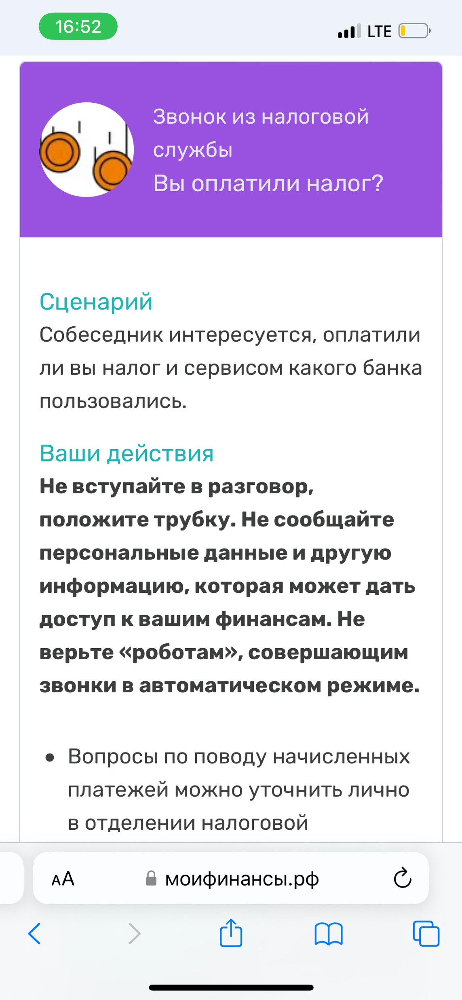 16:52
LTE
Звонок из налоговой
службы
Вы оплатили налог?
Сценарий
Собеседник интересуется, оплатили
ли вы налог и сервисом какого банка
пользовались.
Ваши действия
Не вступайте в разговор,
положите трубку. Не сообщайте
персональные данные и другую
информацию, которая может дать
доступ к вашим финансам. Не
верьте «роботам», совершающим
звонки в автоматическом режиме.
• Вопросы по поводу начисленных
платежей можно уточнить лично
в отделении налоговой
AA
моифинансы.рф